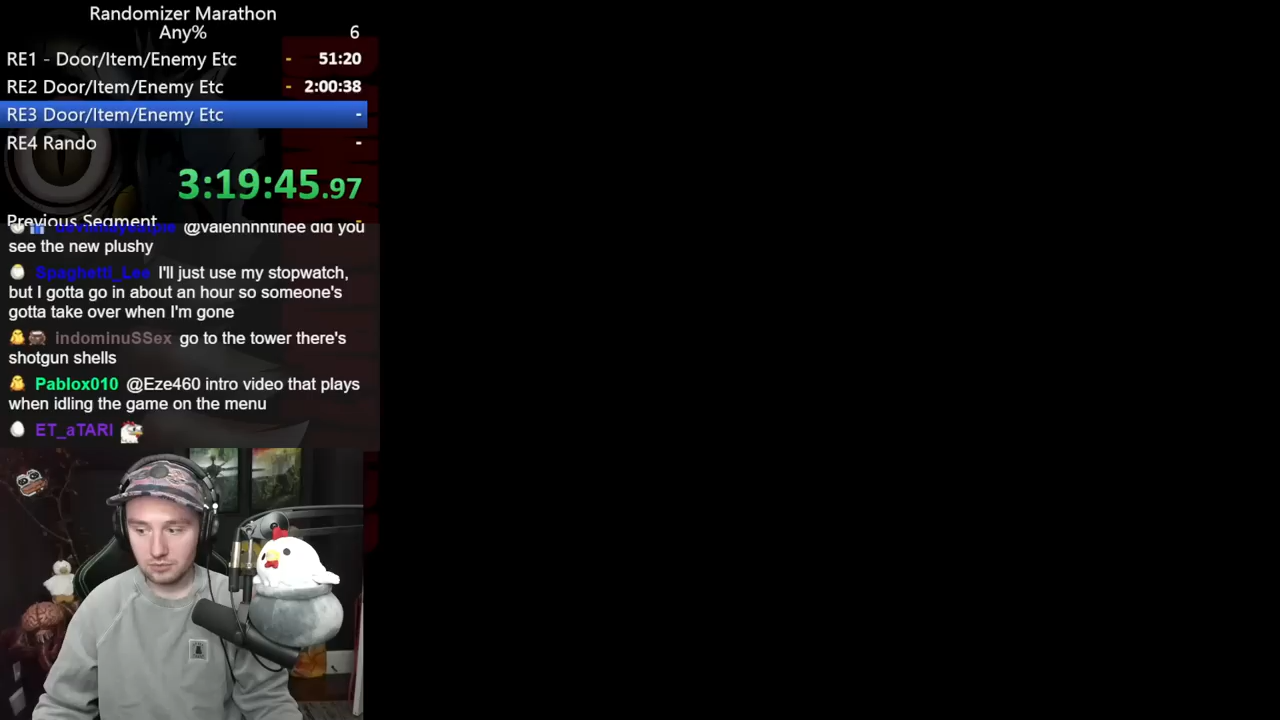 Randomizer Marathon
Any% 6
RE1 - Door/Item/Enemy Etc - 51:20
RE2 Door/Item/Enemy Etc - 2:00:38
RE3 Door/Item/Enemy Etc -
RE4 Rando -
3:19:45.97
Previous Segment -
@valennnntinee did you
see the new plushy
Spaghetti_Lee I'll just use my stopwatch,
but I gotta go in about an hour so someone's
gotta take over when I'm gone
indominuSSex go to the tower there's
shotgun shells
Pablox010 @Eze460 intro video that plays
when idling the game on the menu
ET_aTARI